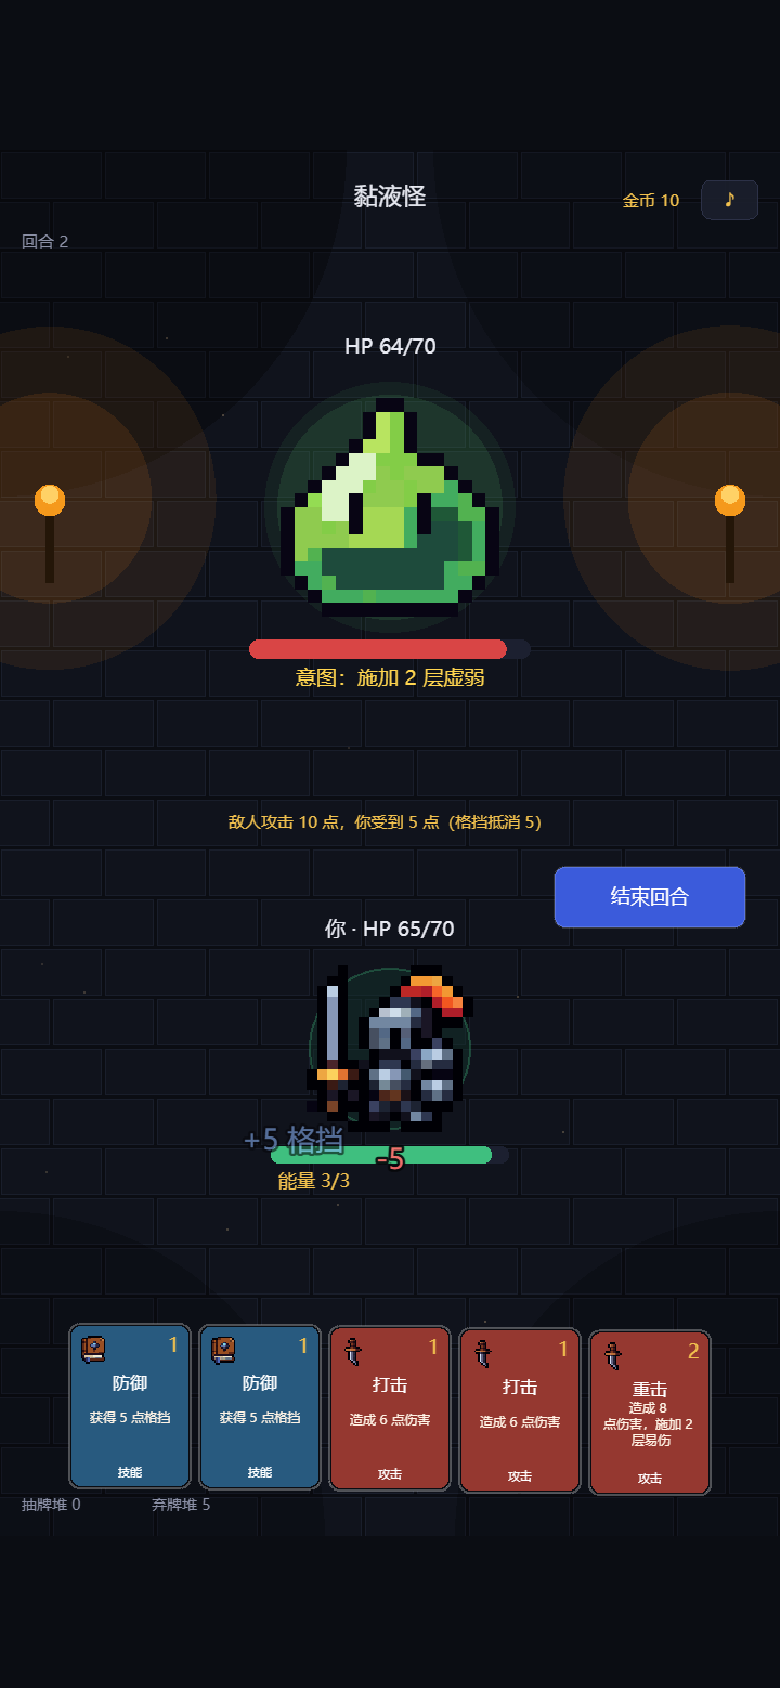 黏液怪
金币 10
♪
回合 2
HP 64/70
意图：施加 2 层虚弱
敌人攻击 10 点，你受到 5 点（格挡抵消 5）
结束回合
你 · HP 65/70
+5 格挡
-5
能量 3/3
1
防御
获得 5 点格挡
技能
1
防御
获得 5 点格挡
技能
1
打击
造成 6 点伤害
攻击
1
打击
造成 6 点伤害
攻击
2
重击
造成 8
点伤害，施加 2
层易伤
攻击
抽牌堆 0
弃牌堆 5